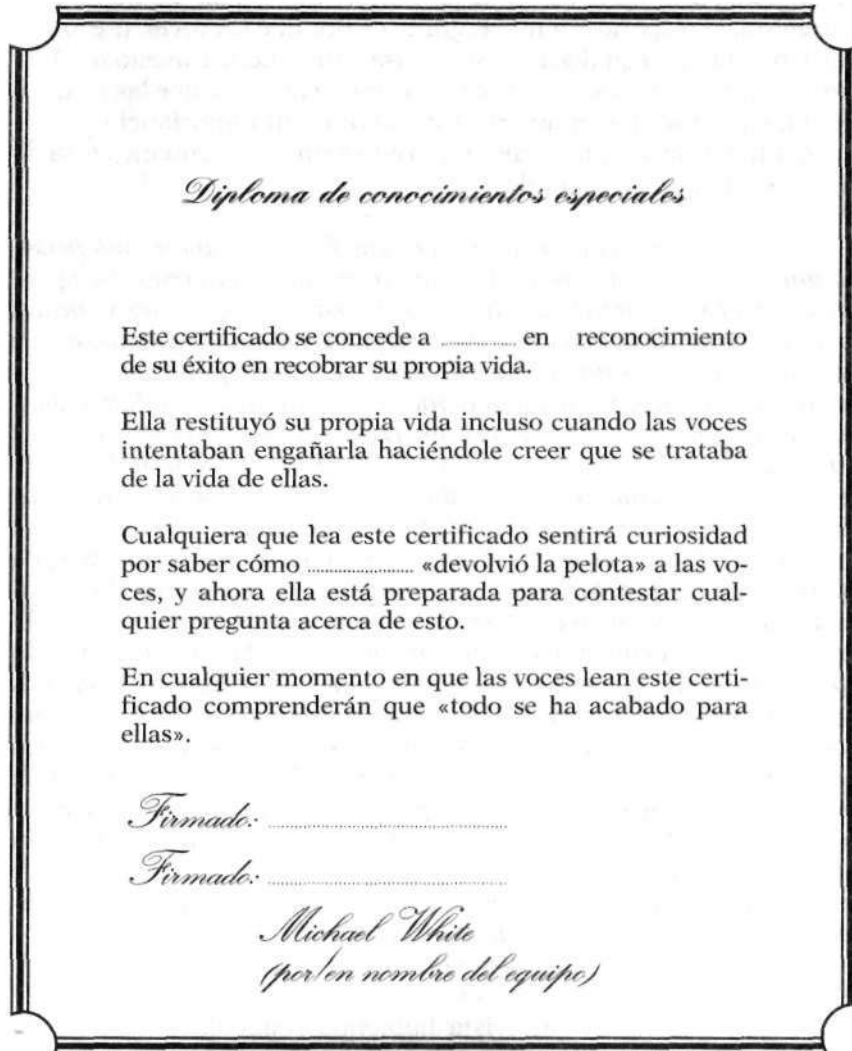 Diploma de conocimientos especiales
Este certificado se concede a ............... en reconocimiento
de su éxito en recobrar su propia vida.
Ella restituyó su propia vida incluso cuando las voces
intentaban engañarla haciéndole creer que se trataba
de la vida de ellas.
Cualquiera que lea este certificado sentirá curiosidad
por saber cómo ..................... «devolvió la pelota» a las vo-
ces, y ahora ella está preparada para contestar cual-
quier pregunta acerca de esto.
En cualquier momento en que las voces lean este certi-
ficado comprenderán que «todo se ha acabado para
ellas».
Firmado: ..................................................
Firmado: ..................................................
Michael White
(por/en nombre del equipo)